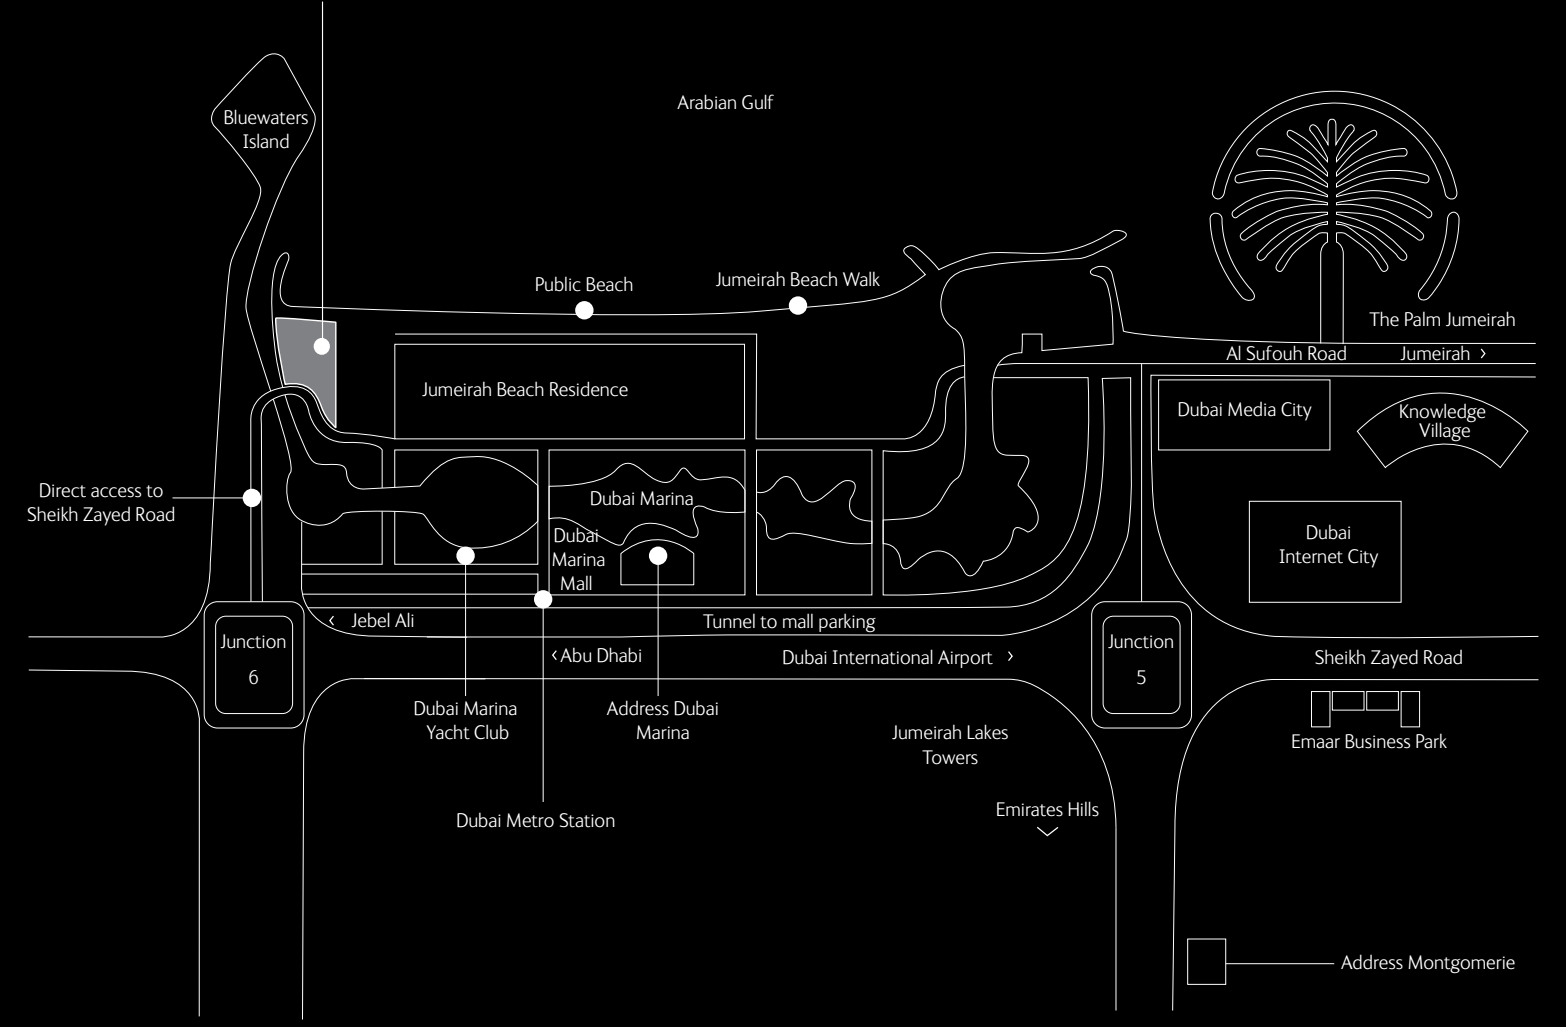 Arabian Gulf
Bluewaters
Island
Public Beach
Jumeirah Beach Walk
The Palm Jumeirah
Al Sufouh Road
Jumeirah >
Jumeirah Beach Residence
Dubai Media City
Knowledge
Village
Direct access to
Sheikh Zayed Road
Dubai Marina
Dubai
Marina
Mall
Dubai
Internet City
< Jebel Ali
Tunnel to mall parking
Junction
6
<Abu Dhabi
Dubai International Airport >
Junction
5
Sheikh Zayed Road
Dubai Marina
Yacht Club
Address Dubai
Marina
Jumeirah Lakes
Towers
Emaar Business Park
Dubai Metro Station
Emirates Hills
Address Montgomerie